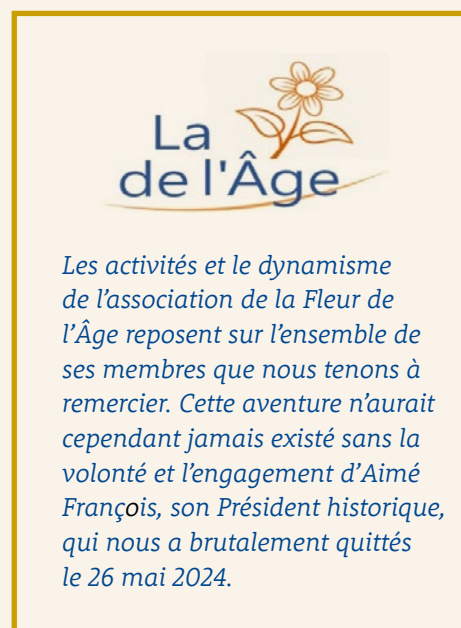 La
de l'Âge
Les activités et le dynamisme
de l’association de la Fleur de
l’Âge reposent sur l’ensemble de
ses membres que nous tenons à
remercier. Cette aventure n’aurait
cependant jamais existé sans la
volonté et l’engagement d’Aimé
François, son Président historique,
qui nous a brutalement quittés
le 26 mai 2024.